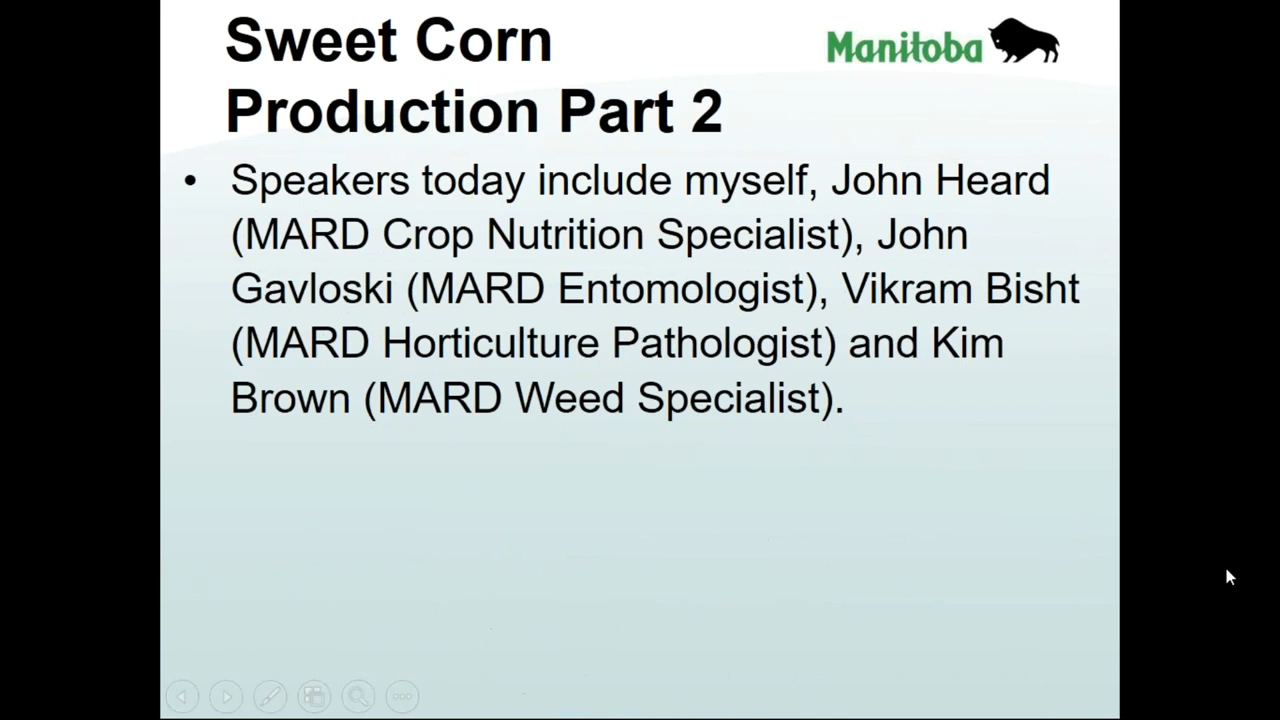 Sweet Corn
Manitoba
Production Part 2
• Speakers today include myself, John Heard
(MARD Crop Nutrition Specialist), John
Gavloski (MARD Entomologist), Vikram Bisht
(MARD Horticulture Pathologist) and Kim
Brown (MARD Weed Specialist).